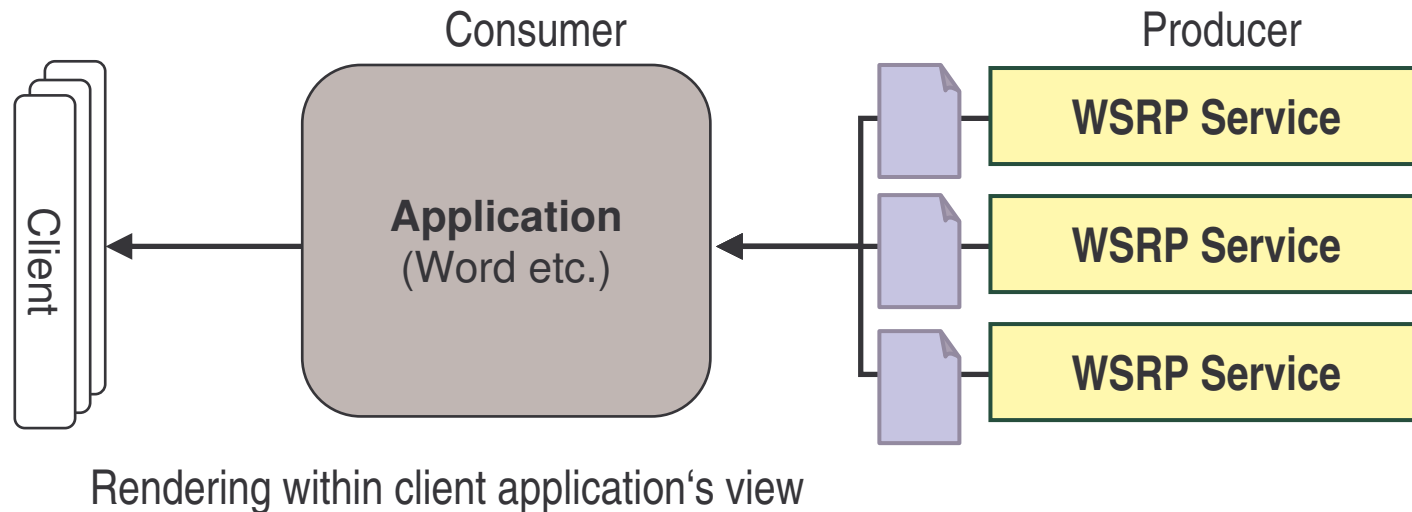 Consumer
Producer
Client
Application
(Word etc.)
WSRP Service
WSRP Service
WSRP Service
Rendering within client application‘s view